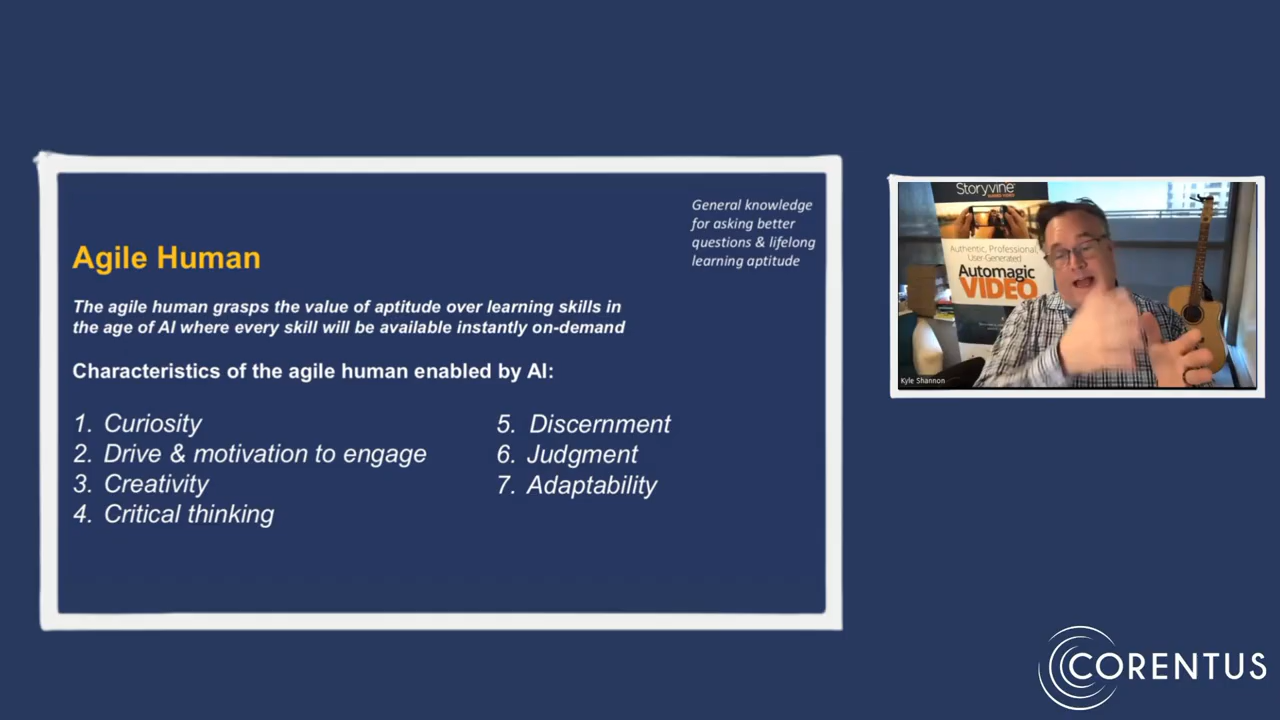 General knowledge
for asking better
questions & lifelong
learning aptitude
Agile Human
The agile human grasps the value of aptitude over learning skills in
the age of AI where every skill will be available instantly on-demand
Characteristics of the agile human enabled by AI:
1. Curiosity
2. Drive & motivation to engage
3. Creativity
4. Critical thinking
5. Discernment
6. Judgment
7. Adaptability
Storyvine
Authentic, Professional,
User-Generated
Automagic
VIDEO
Kyle Shannon
CORENTUS